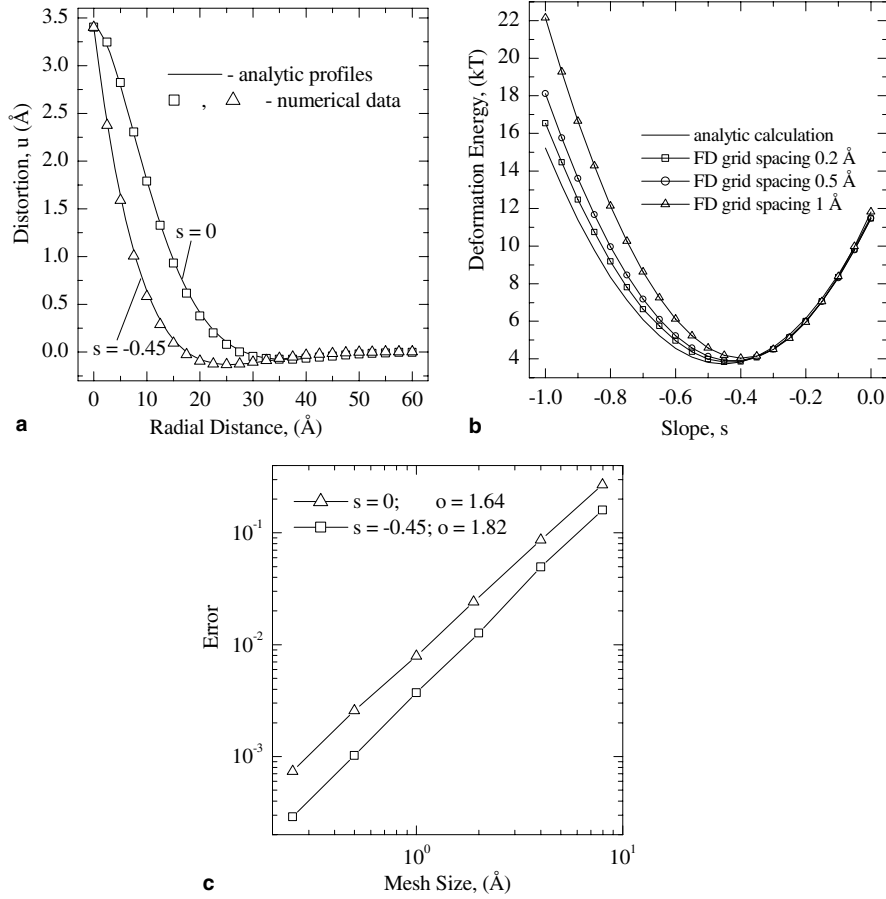 3.5
3.0
2.5
2.0
1.5
1.0
0.5
0.0
Distortion, u (Å)
- analytic profiles
, - numerical data
s = 0
s = -0.45
0 10 20 30 40 50 60
Radial Distance, (Å)
a
22
20
18
16
14
12
10
8
6
4
Deformation Energy, (kT)
analytic calculation
FD grid spacing 0.2 Å
FD grid spacing 0.5 Å
FD grid spacing 1 Å
-1.0 -0.8 -0.6 -0.4 -0.2 0.0
Slope, s
b
10⁻¹
10⁻²
10⁻³
Error
s = 0; o = 1.64
s = -0.45; o = 1.82
10⁰ 10¹
Mesh Size, (Å)
c